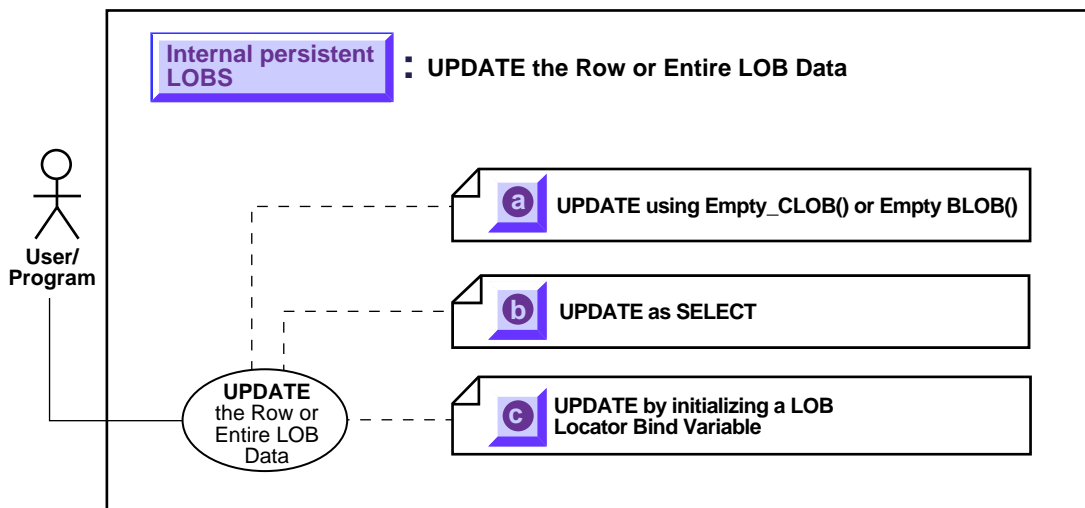 Internal persistent
LOBS
: UPDATE the Row or Entire LOB Data
User/
Program
a UPDATE using Empty_CLOB() or Empty BLOB()
b UPDATE as SELECT
c UPDATE by initializing a LOB
Locator Bind Variable
UPDATE
the Row or
Entire LOB
Data